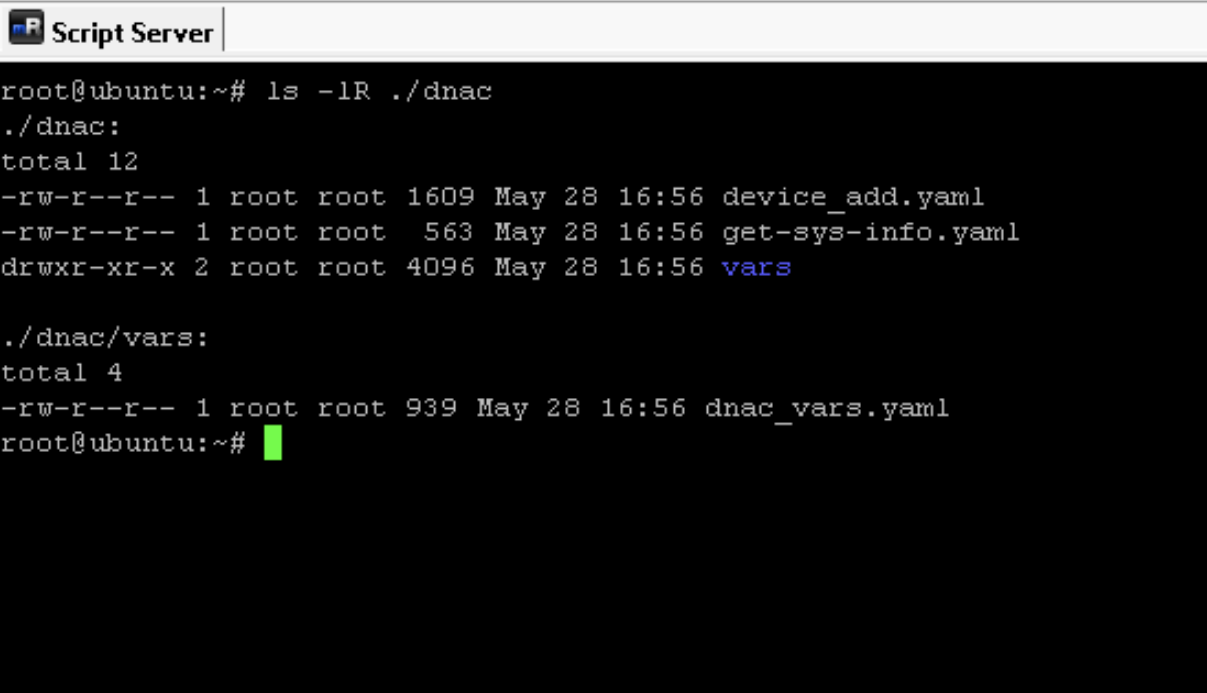 mR Script Server
root@ubuntu:~# ls -lR ./dnac
./dnac:
total 12
-rw-r--r-- 1 root root 1609 May 28 16:56 device_add.yaml
-rw-r--r-- 1 root root  563 May 28 16:56 get-sys-info.yaml
drwxr-xr-x 2 root root 4096 May 28 16:56 vars
./dnac/vars:
total 4
-rw-r--r-- 1 root root 939 May 28 16:56 dnac_vars.yaml
root@ubuntu:~#